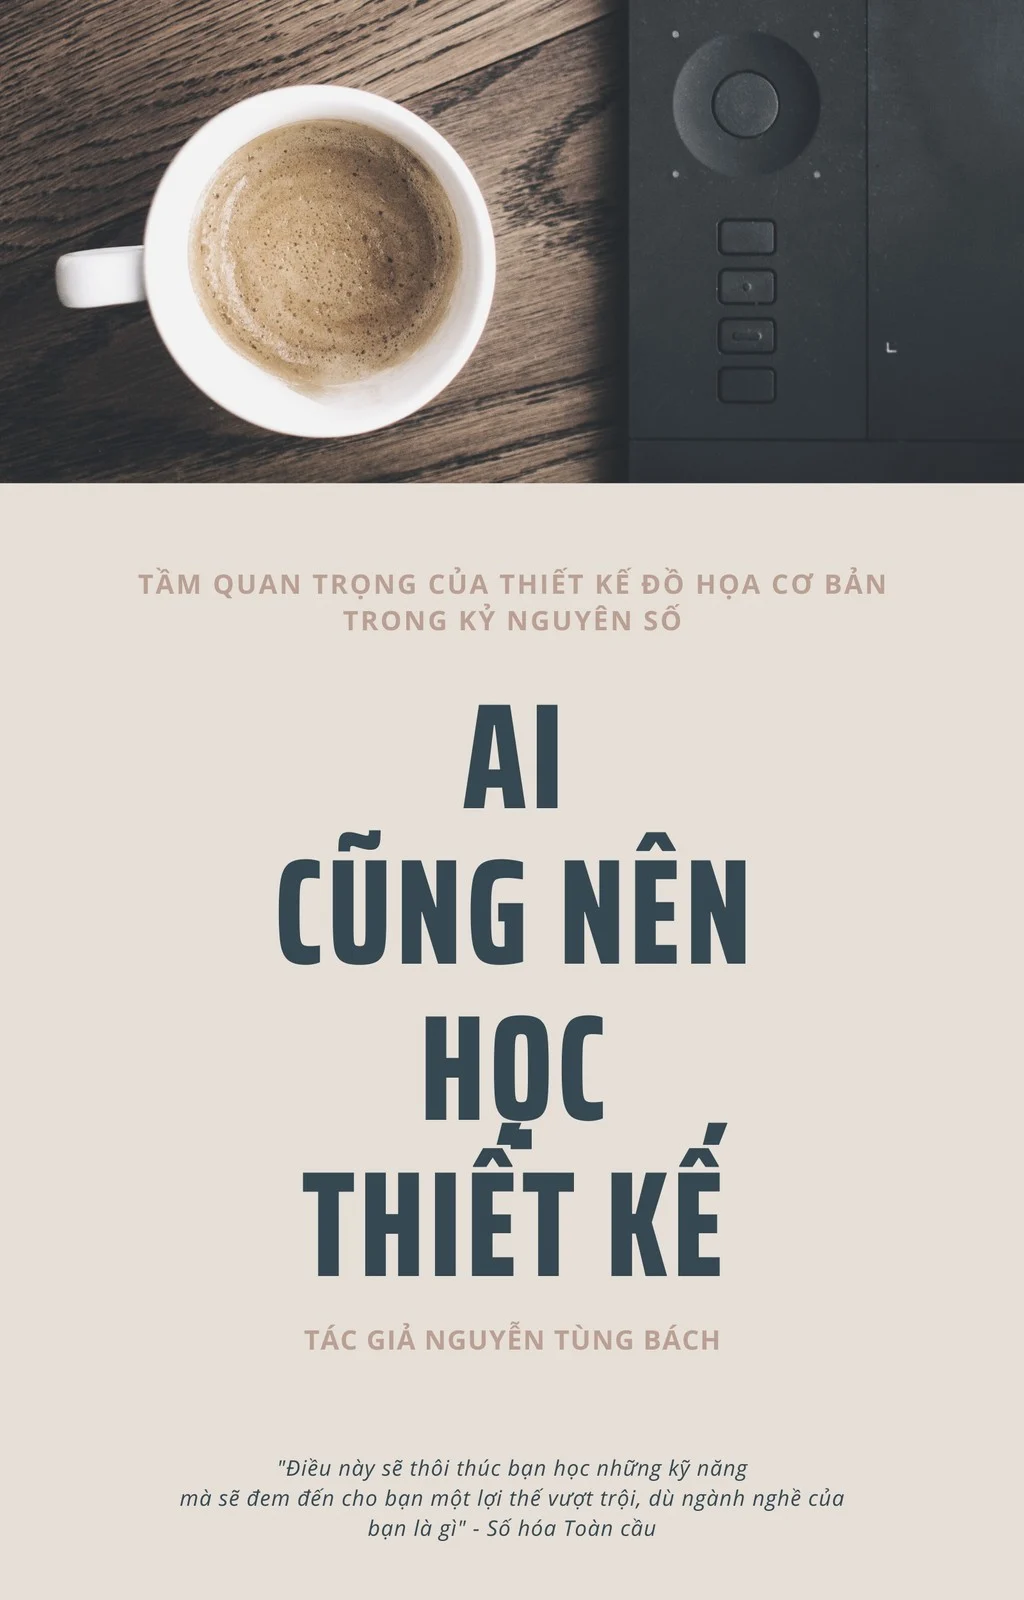 TẦM QUAN TRỌNG CỦA THIẾT KẾ ĐỒ HỌA CƠ BẢN
TRONG KỶ NGUYÊN SỐ
AI
CŨNG NÊN
HỌC
THIẾT KẾ
TÁC GIẢ NGUYỄN TÙNG BÁCH
"Điều này sẽ thôi thúc bạn học những kỹ năng
mà sẽ đem đến cho bạn một lợi thế vượt trội, dù ngành nghề của
bạn là gì" - Số hóa Toàn cầu